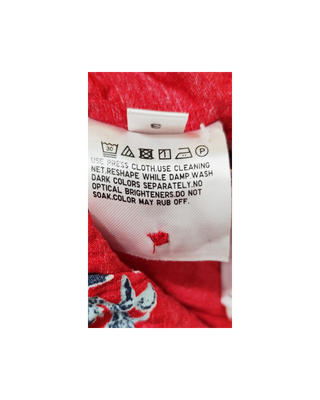 30 P
USE PRESS CLOTH.USE CLEANING
NET.RESHAPE WHILE DAMP WASH
DARK COLORS SEPARATELY.NO
OPTICAL BRIGHTENERS.DO NOT
SOAK.COLOR MAY RUB OFF.